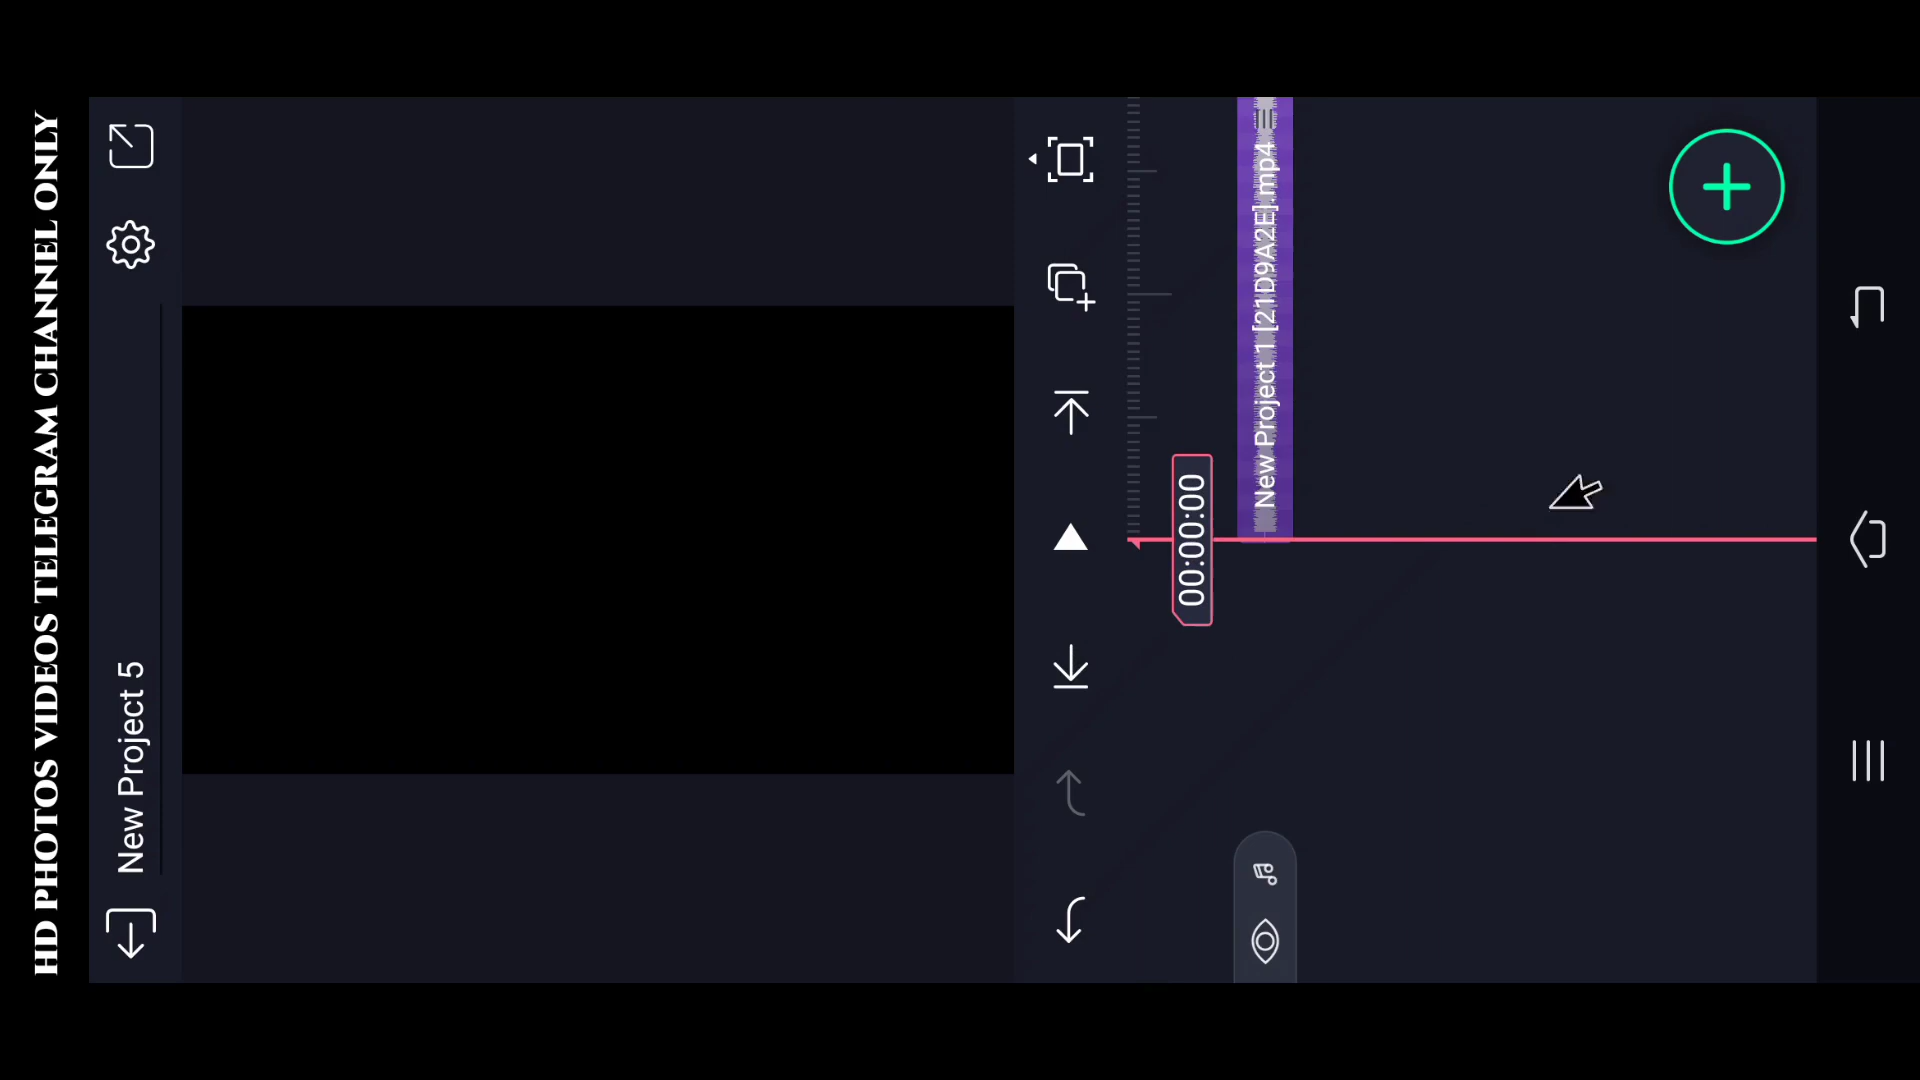 HD PHOTOS VIDEOS TELEGRAM CHANNEL ONLY
New Project 5
00:00:00
New Project 1 [21D9A2E].mp4